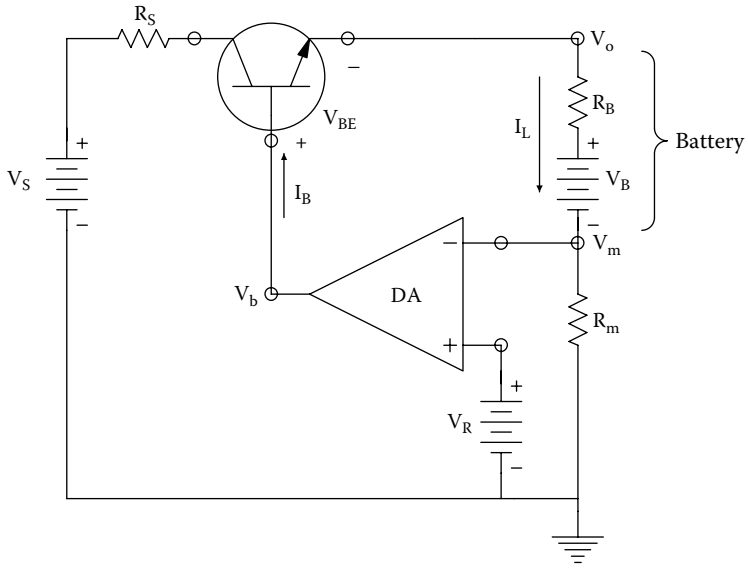 R_S
V_o
−
R_B
V_BE
+
I_L
+
Battery
+
V_S
I_B
V_B
−
−
−
V_m
V_b
DA
R_m
+
+
V_R
−